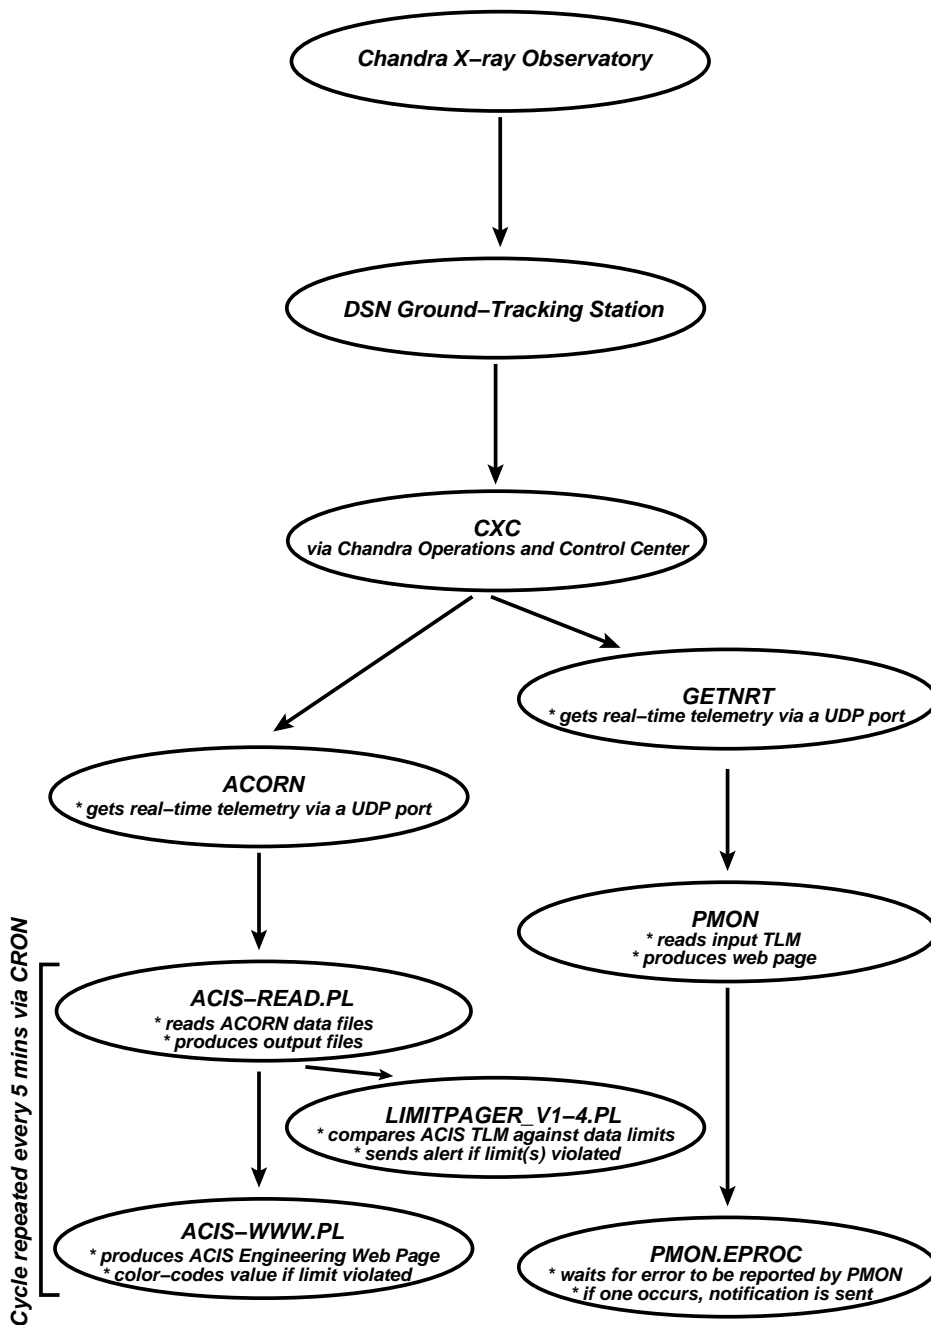 Chandra X–ray Observatory
DSN Ground–Tracking Station
CXC
via Chandra Operations and Control Center
GETNRT
* gets real–time telemetry via a UDP port
ACORN
* gets real–time telemetry via a UDP port
PMON
* reads input TLM
* produces web page
Cycle repeated every 5 mins via CRON
ACIS–READ.PL
* reads ACORN data files
* produces output files
LIMITPAGER_V1–4.PL
* compares ACIS TLM against data limits
* sends alert if limit(s) violated
ACIS–WWW.PL
* produces ACIS Engineering Web Page
* color–codes value if limit violated
PMON.EPROC
* waits for error to be reported by PMON
* if one occurs, notification is sent